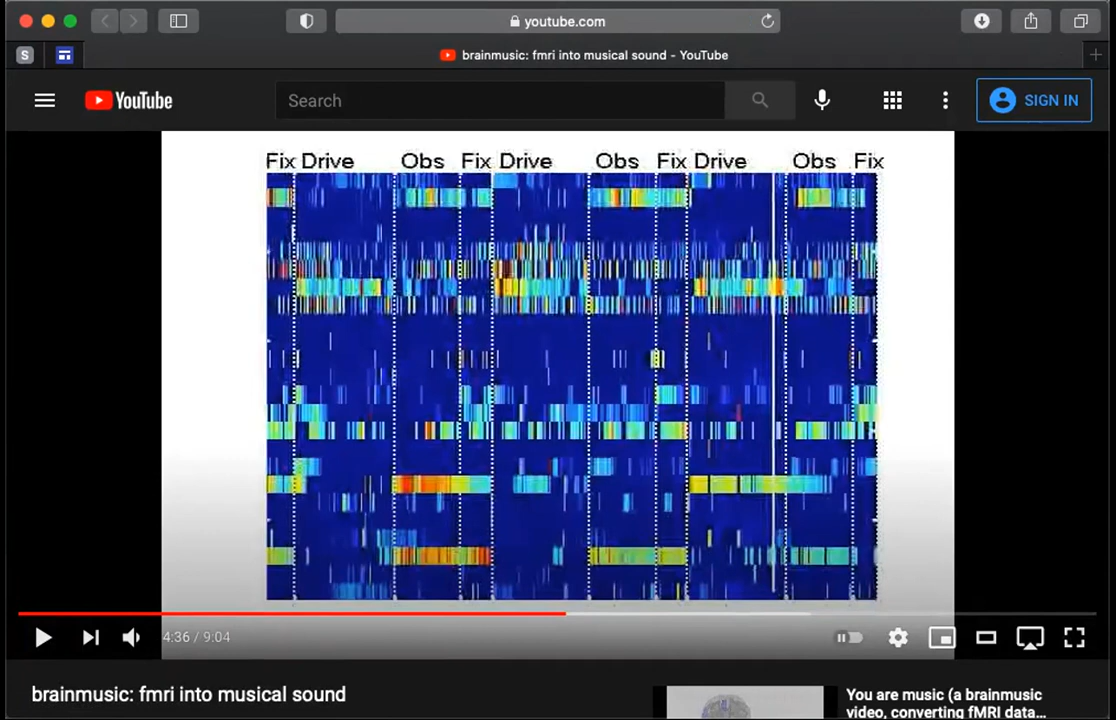 youtube.com
S
brainmusic: fmri into musical sound - YouTube
YouTube
Search
SIGN IN
Fix Drive Obs Fix Drive Obs Fix Drive Obs Fix
4:36 / 9:04
brainmusic: fmri into musical sound
You are music (a brainmusic
video, converting fMRI data...